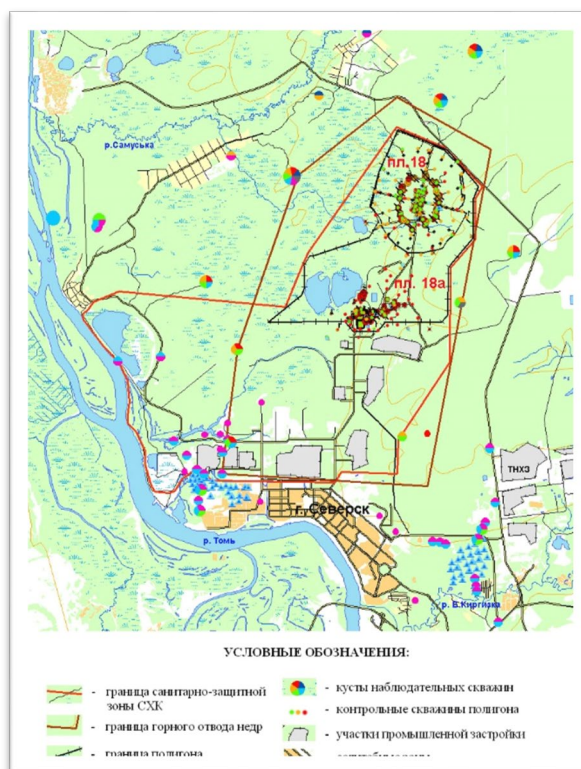 р.Самуська
пл.18
пл. 18а
ТНХЗ
г. Северск
р. Томь
р. В.Киргизка
УСЛОВНЫЕ ОБОЗНАЧЕНИЯ:
- граница санитарно-защитной
зоны СХК
- граница горного отвода недр
- граница полигона
- кусты наблюдательных скважин
- контрольные скважины полигона
- участки промышленной застройки